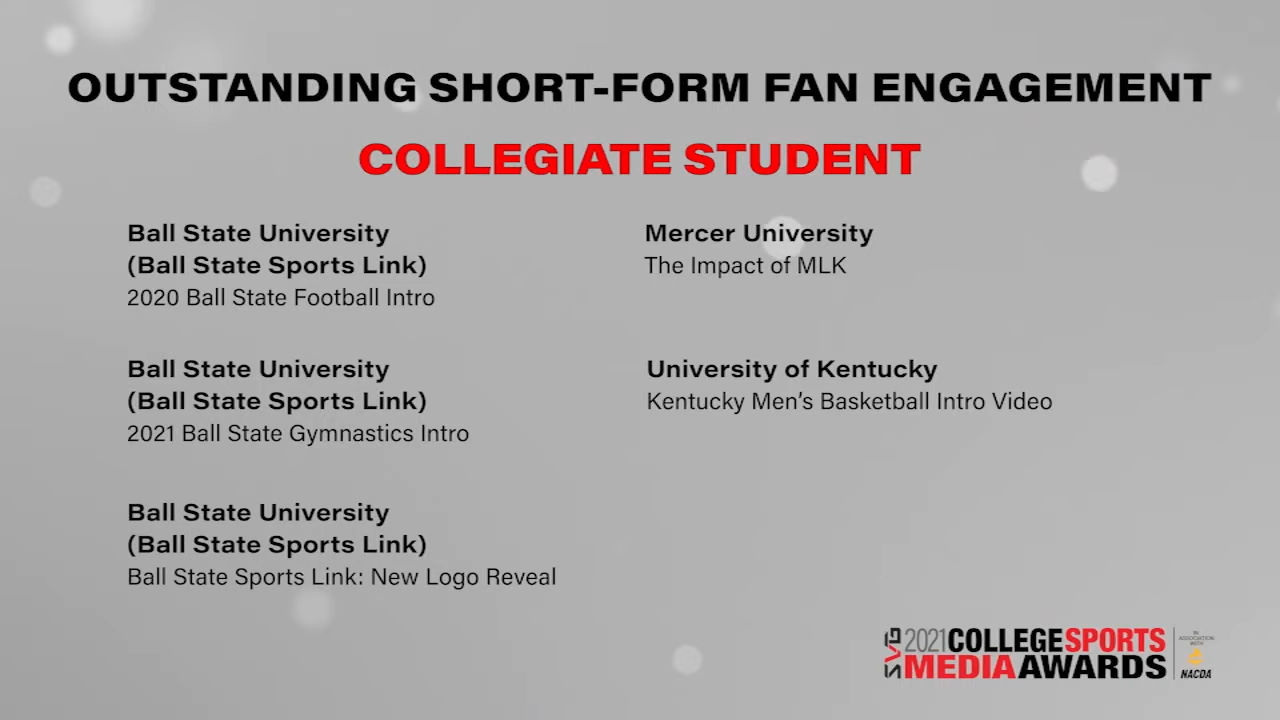 OUTSTANDING SHORT-FORM FAN ENGAGEMENT
COLLEGIATE STUDENT
Ball State University
(Ball State Sports Link)
2020 Ball State Football Intro
Ball State University
(Ball State Sports Link)
2021 Ball State Gymnastics Intro
Ball State University
(Ball State Sports Link)
Ball State Sports Link: New Logo Reveal
Mercer University
The Impact of MLK
University of Kentucky
Kentucky Men's Basketball Intro Video
SVG
2021 COLLEGE SPORTS
MEDIA AWARDS
IN
ASSOCIATION
WITH
NACDA